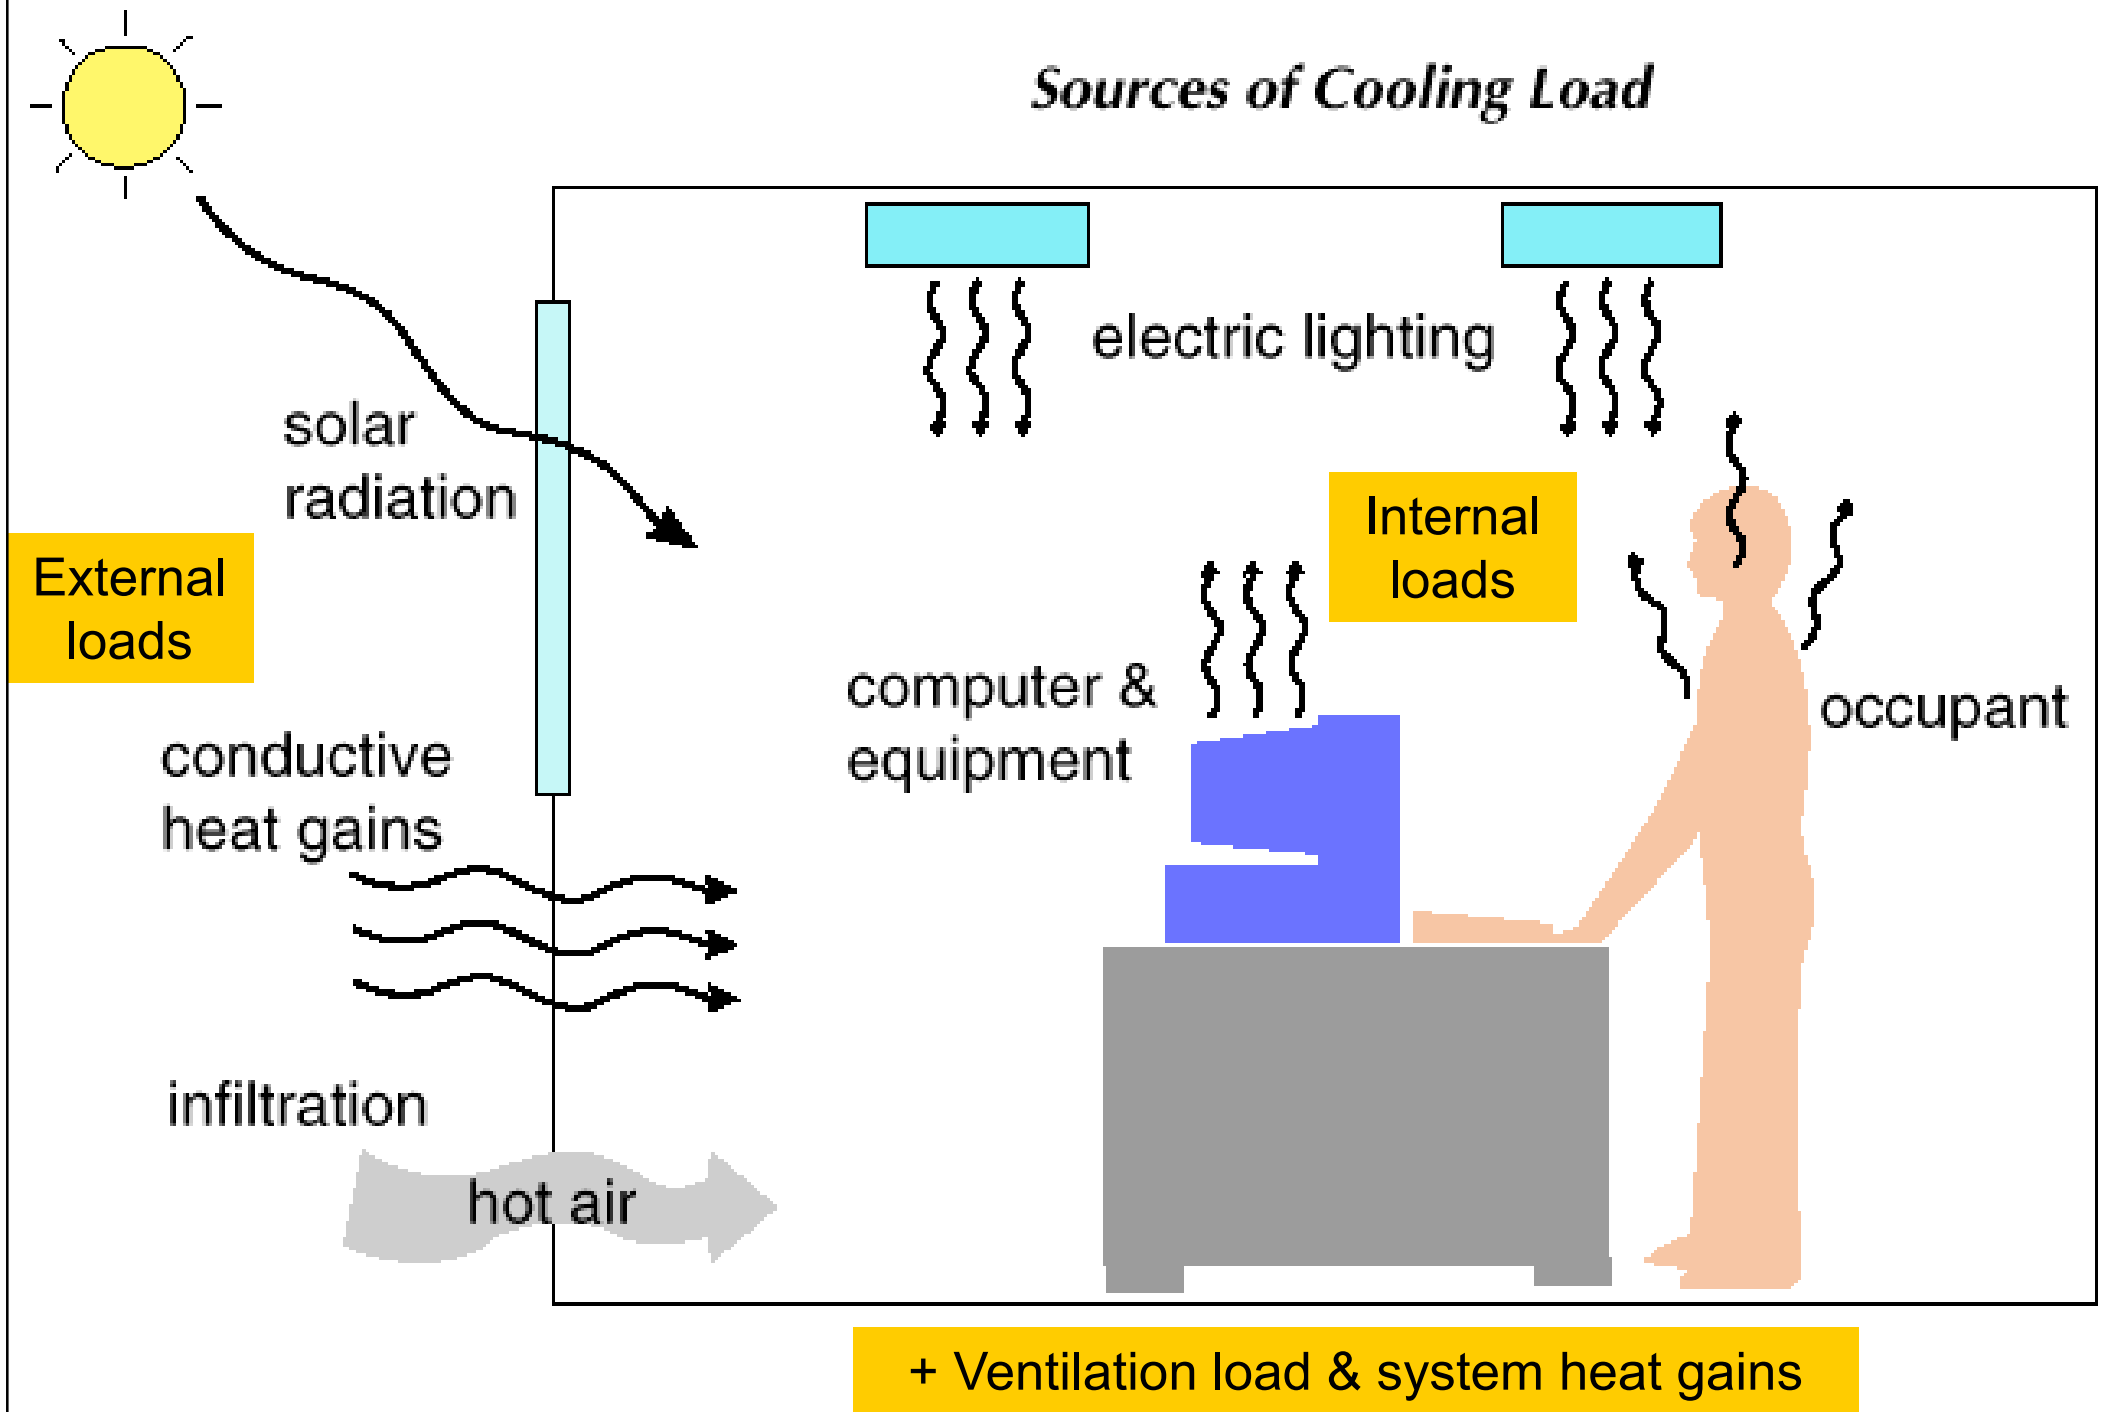 Sources of Cooling Load
electric lighting
solar
radiation
Internal
loads
External
loads
computer &
equipment
occupant
conductive
heat gains
infiltration
hot air
+ Ventilation load & system heat gains